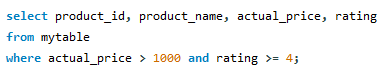 select product_id, product_name, actual_price, rating
from mytable
where actual_price > 1000 and rating >= 4;